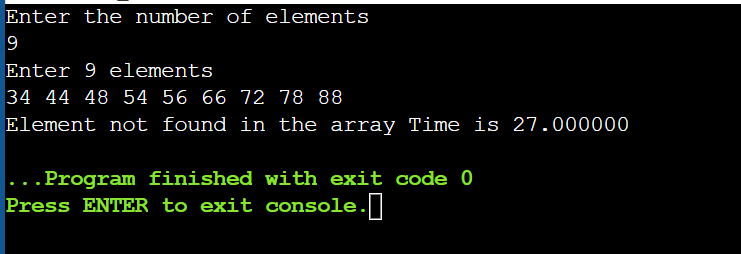 Enter the number of elements
9
Enter 9 elements
34 44 48 54 56 66 72 78 88
Element not found in the array Time is 27.000000
...Program finished with exit code 0
Press ENTER to exit console.